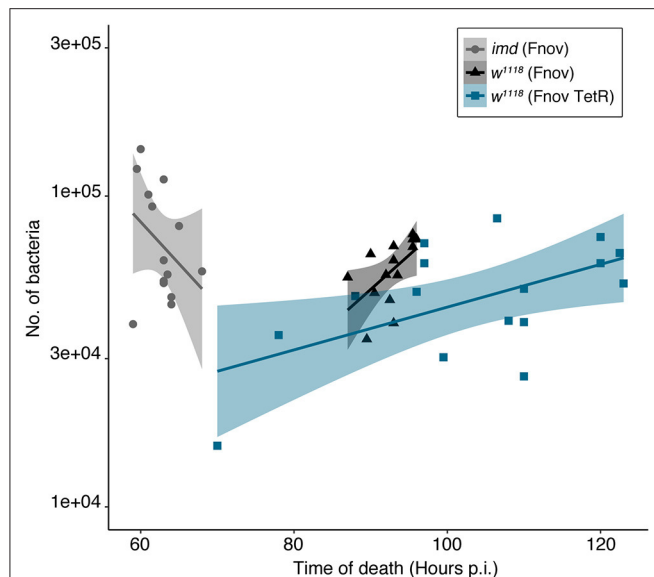 3e+05
imd (Fnov)
w1118 (Fnov)
w1118 (Fnov TetR)
1e+05
No. of bacteria
3e+04
1e+04
60 80 100 120
Time of death (Hours p.i.)